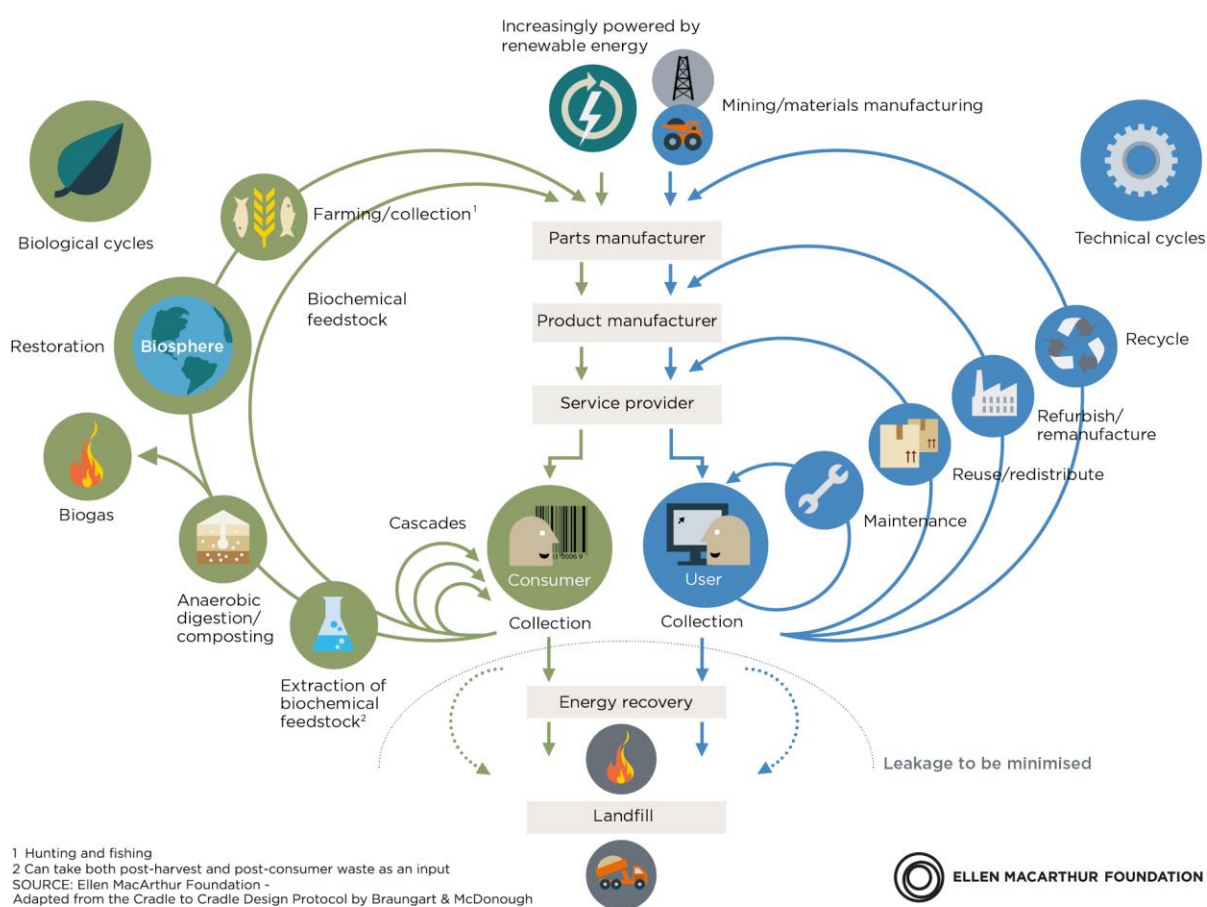 Increasingly powered by
renewable energy
Mining/materials manufacturing
Biological cycles
Farming/collection¹
Technical cycles
Parts manufacturer
Biochemical
feedstock
Product manufacturer
Restoration
Biosphere
Recycle
Service provider
Refurbish/
remanufacture
Reuse/redistribute
Biogas
Cascades
Maintenance
Consumer
User
Anaerobic
digestion/
composting
Collection
Collection
Extraction of
biochemical
feedstock²
Energy recovery
Leakage to be minimised
Landfill
1 Hunting and fishing
2 Can take both post-harvest and post-consumer waste as an input
SOURCE: Ellen MacArthur Foundation -
Adapted from the Cradle to Cradle Design Protocol by Braungart & McDonough
ELLEN MACARTHUR FOUNDATION